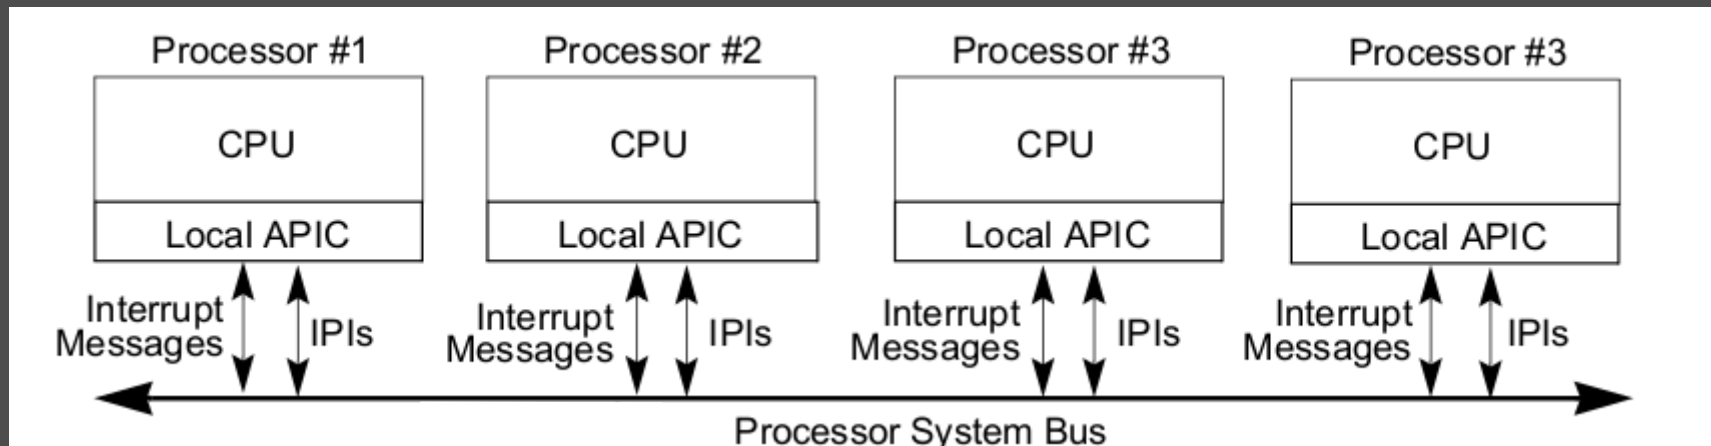 Processor #1
Processor #2
Processor #3
Processor #3
CPU
CPU
CPU
CPU
Local APIC
Local APIC
Local APIC
Local APIC
Interrupt
Messages
IPIs
Interrupt
Messages
IPIs
Interrupt
Messages
IPIs
Interrupt
Messages
IPIs
Processor System Bus